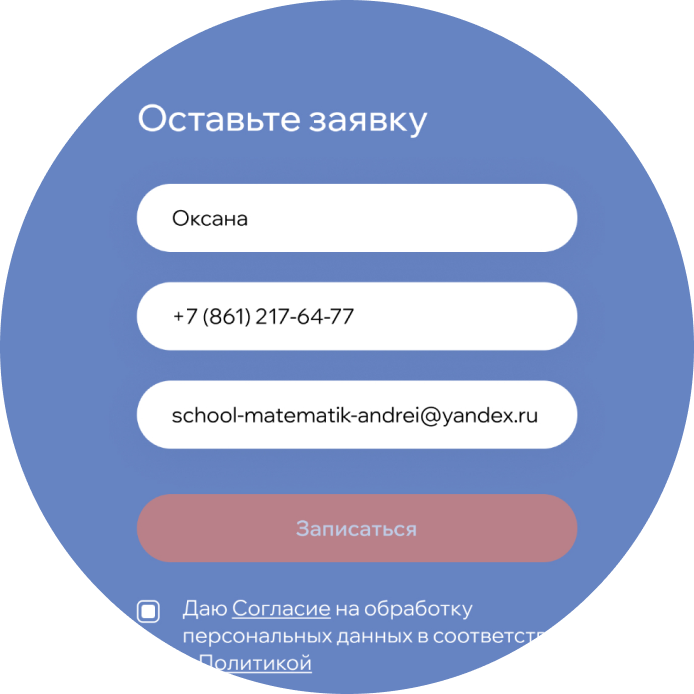 Оставьте заявку
Оксана
+7 (861) 217-64-77
school-matematik-andrei@yandex.ru
Записаться
Даю Согласие на обработку
персональных данных в
Политикой